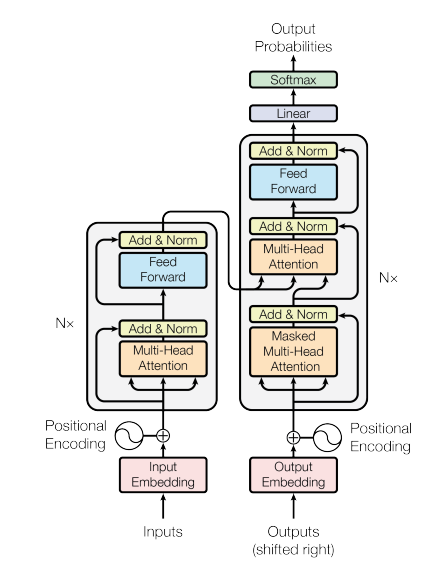 Output
Probabilities
Softmax
Linear
Add & Norm
Feed
Forward
Add & Norm
Multi-Head
Attention
Add & Norm
Masked
Multi-Head
Attention
N×
Add & Norm
Feed
Forward
Add & Norm
Multi-Head
Attention
N×
Positional
Encoding
Positional
Encoding
Input
Embedding
Output
Embedding
Inputs
Outputs
(shifted right)